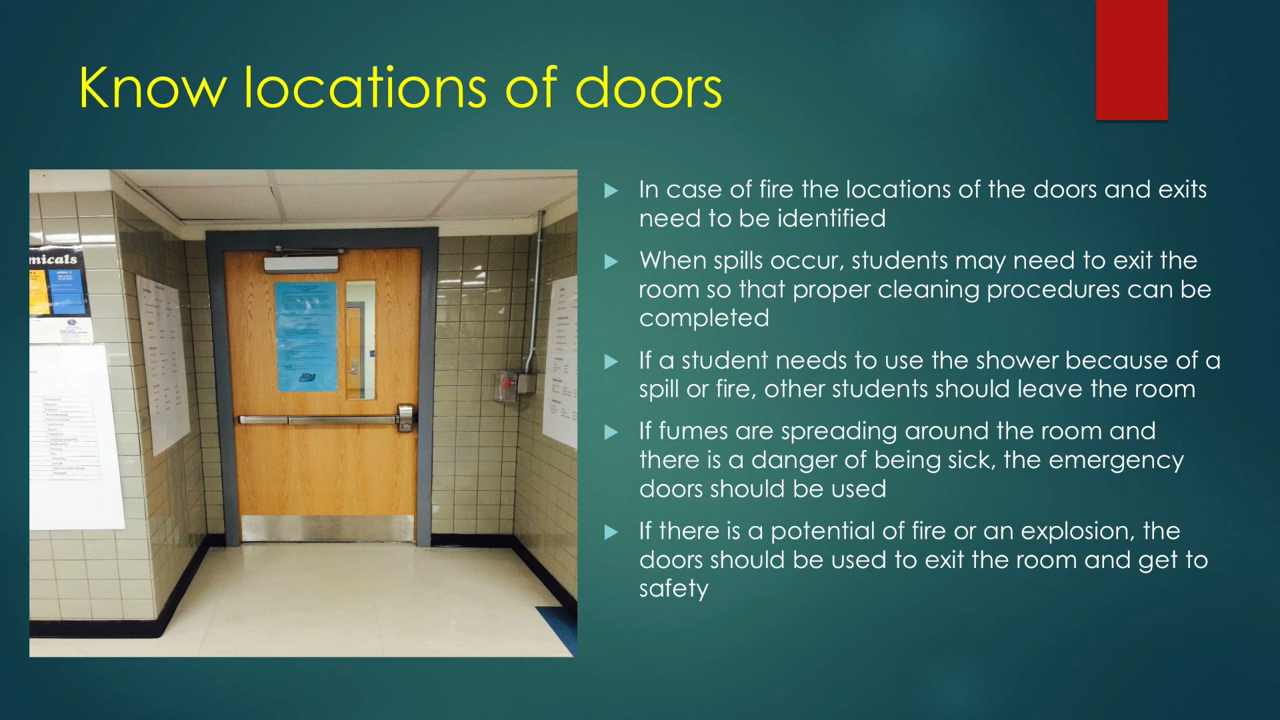 Know locations of doors
In case of fire the locations of the doors and exits
need to be identified
When spills occur, students may need to exit the
room so that proper cleaning procedures can be
completed
If a student needs to use the shower because of a
spill or fire, other students should leave the room
If fumes are spreading around the room and
there is a danger of being sick, the emergency
doors should be used
If there is a potential of fire or an explosion, the
doors should be used to exit the room and get to
safety
micals